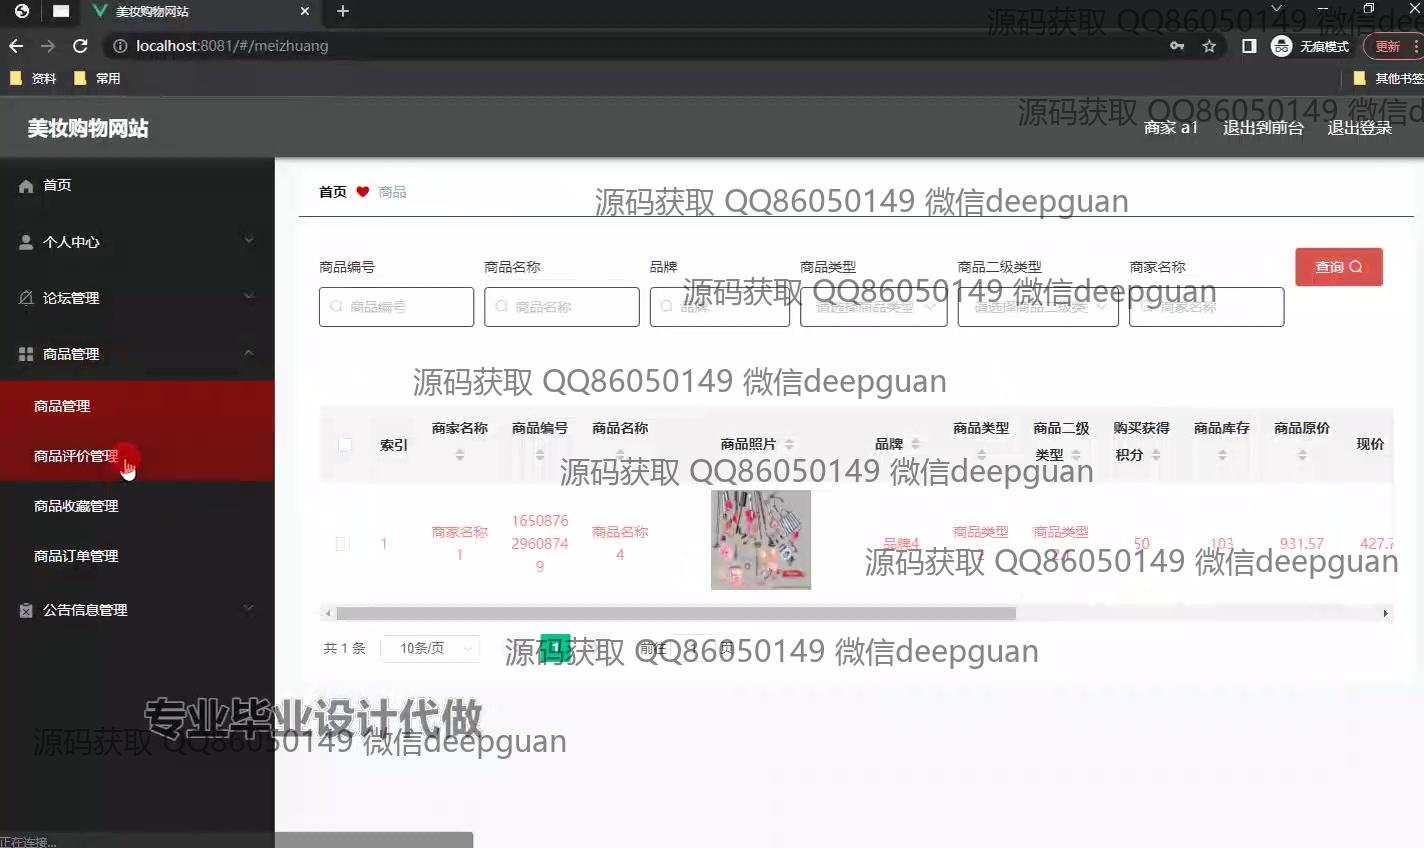 美妆购物网站
localhost:8081/#/meizhuang
无痕模式
更新
资料
常用
其他书签
源码获取 QQ86050149 微信dee
美妆购物网站
源码获取 QQ86050149 微信d
商家 a1
退出到前台
退出登录
首页
个人中心
论坛管理
商品管理
商品管理
商品评价管理
商品收藏管理
商品订单管理
公告信息管理
首页
商品
源码获取 QQ86050149 微信deepguan
商品编号
商品名称
品牌
商品类型
商品二级类型
商家名称
查询
源码获取 QQ86050149 微信deepguan
商品编号
商品名称
品牌
请选择商品类型
请选择商品二级类
商家名称
源码获取 QQ86050149 微信deepguan
索引
商家名称
商品编号
商品名称
商品照片
品牌
商品类型
商品二级
类型
购买获得
积分
商品库存
商品原价
现价
源码获取 QQ86050149 微信deepguan
1
商家名称
1
1650876
2960874
9
商品名称
4
品牌4
商品类型
商品类型
50
103
931.57
427.7
源码获取 QQ86050149 微信deepguan
共 1 条
10条/页
1
前往
1
页
源码获取 QQ86050149 微信deepguan
专业毕业设计代做
源码获取 QQ86050149 微信deepguan
正在连接...